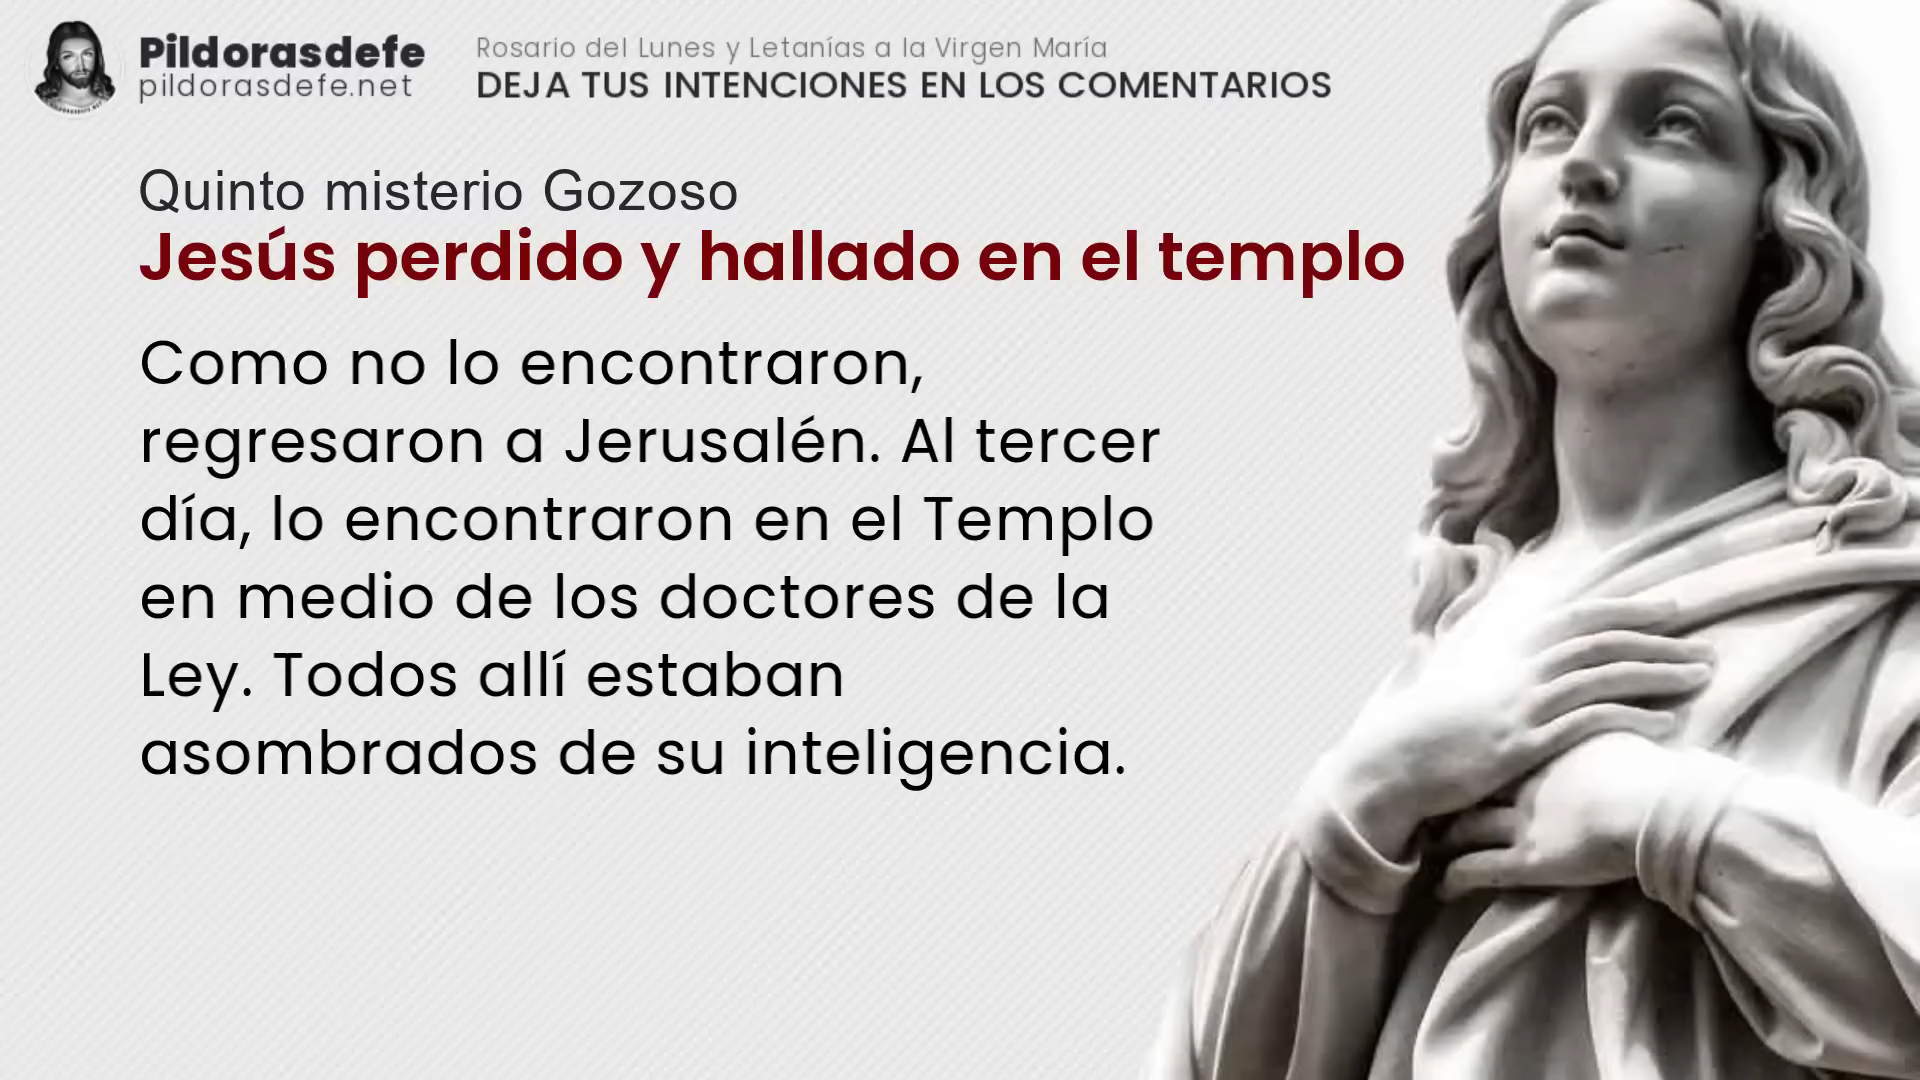 Pildorasdefe
pildorasdefe.net
Rosario del Lunes y Letanías a la Virgen María
DEJA TUS INTENCIONES EN LOS COMENTARIOS
Quinto misterio Gozoso
Jesús perdido y hallado en el templo
Como no lo encontraron,
regresaron a Jerusalén. Al tercer
día, lo encontraron en el Templo
en medio de los doctores de la
Ley. Todos allí estaban
asombrados de su inteligencia.